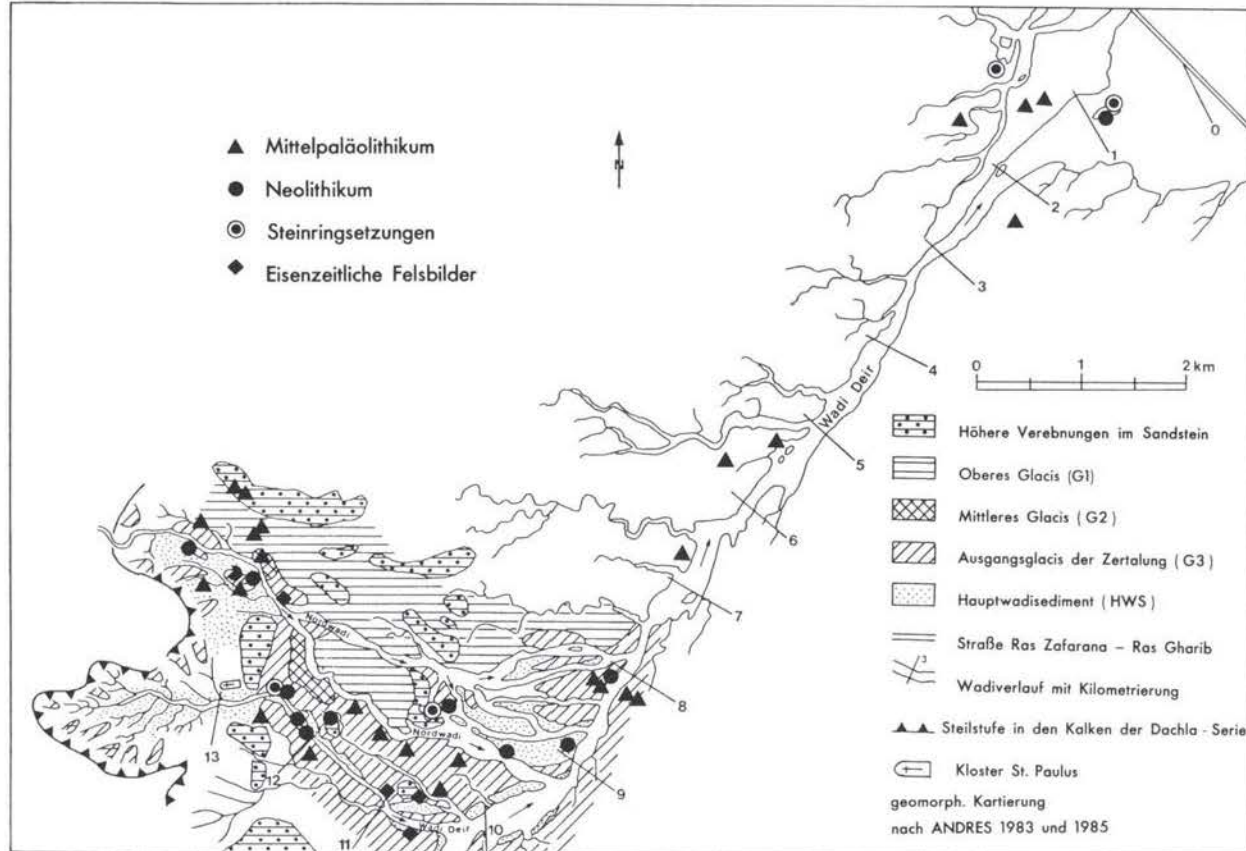 Mittelpaläolithikum
Neolithikum
Steinringsetzungen
Eisenzeitliche Felsbilder
N
0
1
2
3
4
5
6
7
8
9
10
11
12
13
Wadi Deir
Nordwadi
Nordwadi
Wadi Deir
0 1 2 km
Höhere Verebnungen im Sandstein
Oberes Glacis (G1)
Mittleres Glacis (G2)
Ausgangsglacis der Zertalung (G3)
Hauptwadisediment (HWS)
Straße Ras Zafarana – Ras Gharib
3
Wadiverlauf mit Kilometrierung
Steilstufe in den Kalken der Dachla - Serie
Kloster St. Paulus
geomorph. Kartierung
nach ANDRES 1983 und 1985